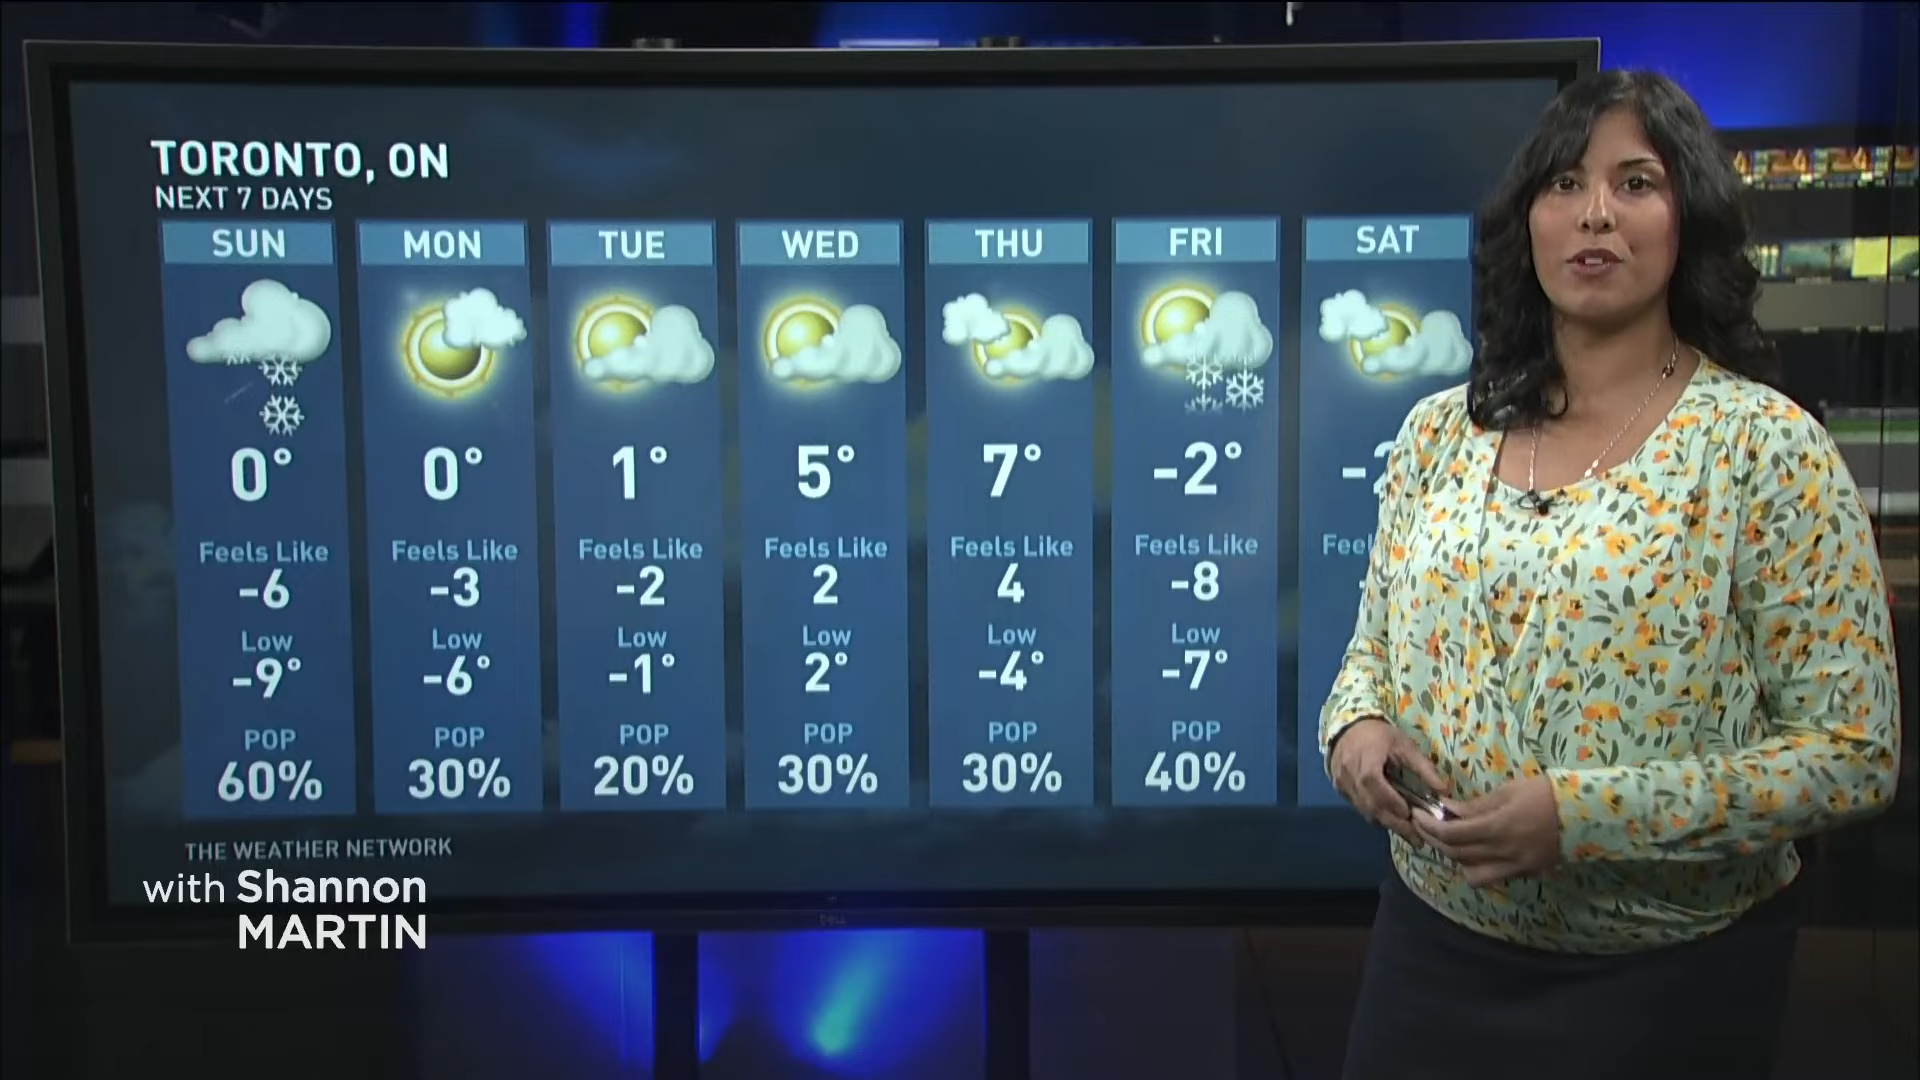 TORONTO, ON
NEXT 7 DAYS
SUN MON TUE WED THU FRI SAT
0° 0° 1° 5° 7° -2°
Feels Like Feels Like Feels Like Feels Like Feels Like Feels Like
-6 -3 -2 2 4 -8
Low Low Low Low Low Low
-9° -6° -1° 2° -4° -7°
POP POP POP POP POP POP
60% 30% 20% 30% 30% 40%
THE WEATHER NETWORK
with Shannon
MARTIN
DELL